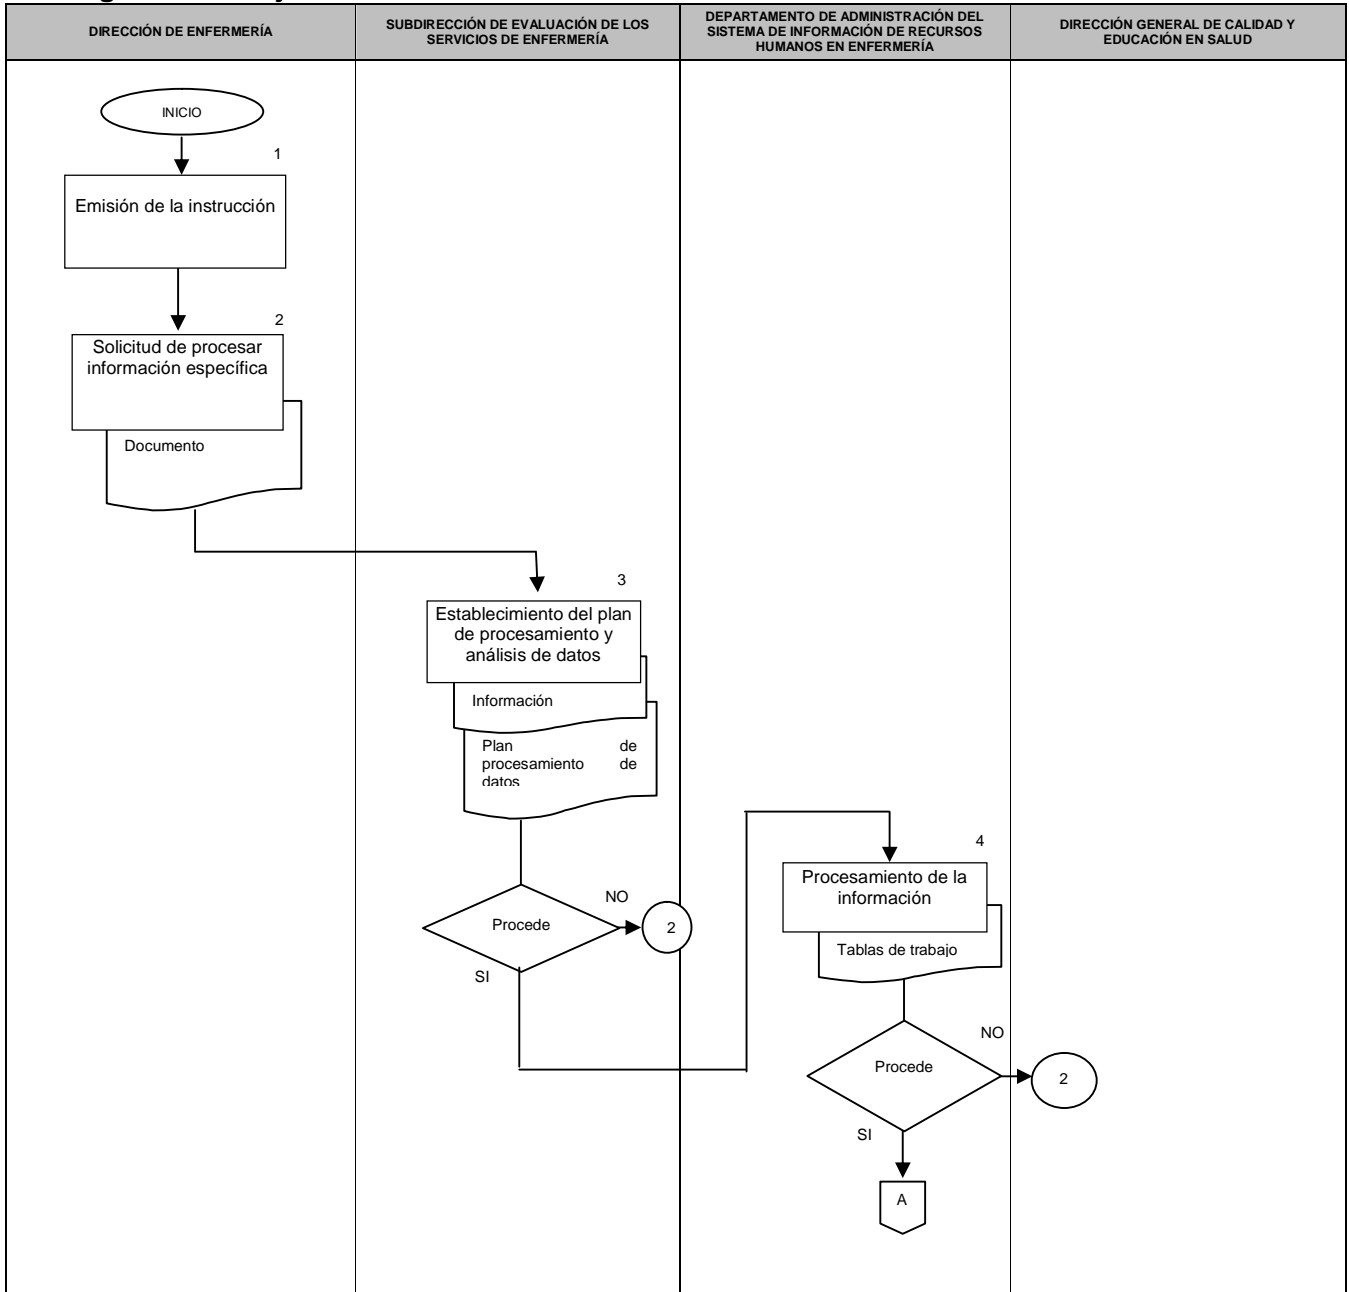 DIRECCIÓN DE ENFERMERÍA
SUBDIRECCIÓN DE EVALUACIÓN DE LOS
SERVICIOS DE ENFERMERÍA
DEPARTAMENTO DE ADMINISTRACIÓN DEL
SISTEMA DE INFORMACIÓN DE RECURSOS
HUMANOS EN ENFERMERÍA
DIRECCIÓN GENERAL DE CALIDAD Y
EDUCACIÓN EN SALUD
INICIO
1
Emisión de la instrucción
2
Solicitud de procesar
información específica
Documento
3
Establecimiento del plan
de procesamiento y
análisis de datos
Información
Plan de
procesamiento de
datos
Procede
NO
2
SI
4
Procesamiento de la
información
Tablas de trabajo
Procede
NO
2
SI
A